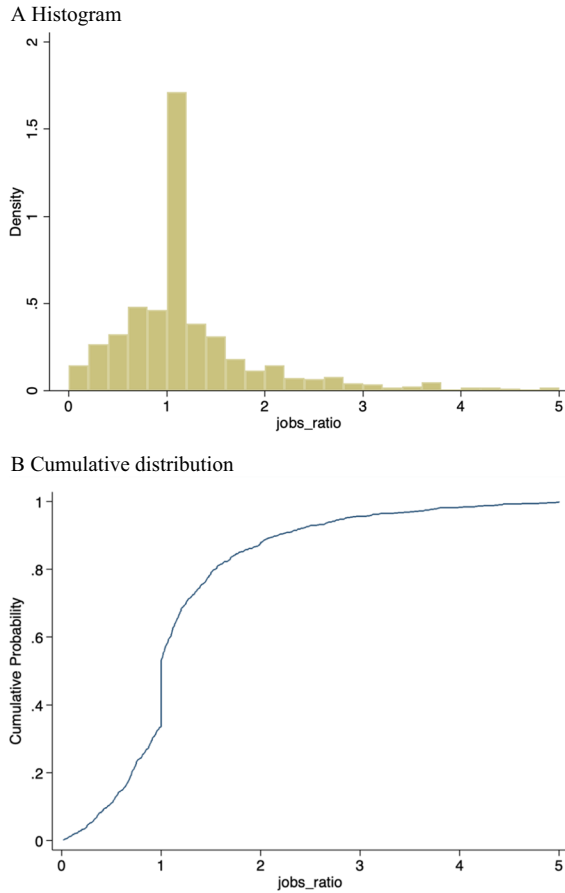 A Histogram
2
1.5
1
.5
0
Density
0 1 2 3 4 5
jobs_ratio
B Cumulative distribution
1
.8
.6
.4
.2
0
Cumulative Probability
0 1 2 3 4 5
jobs_ratio